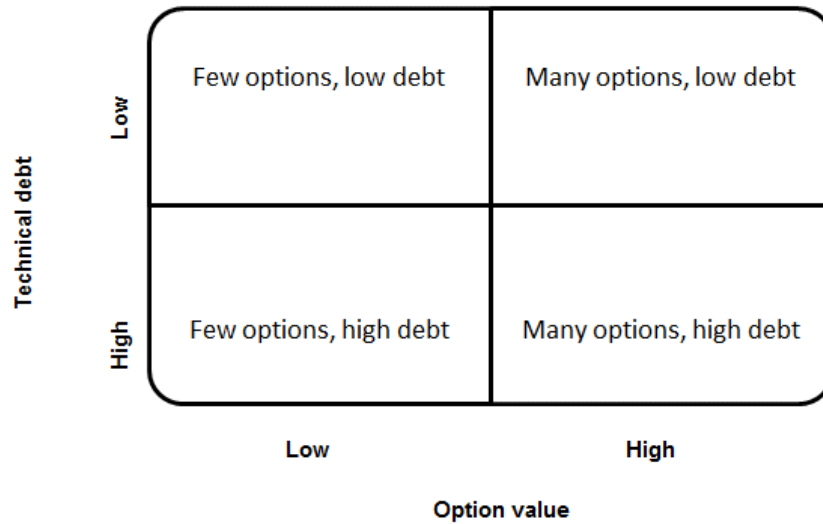 Few options, low debt
Many options, low debt
Low
Technical debt
Few options, high debt
Many options, high debt
High
Low
High
Option value